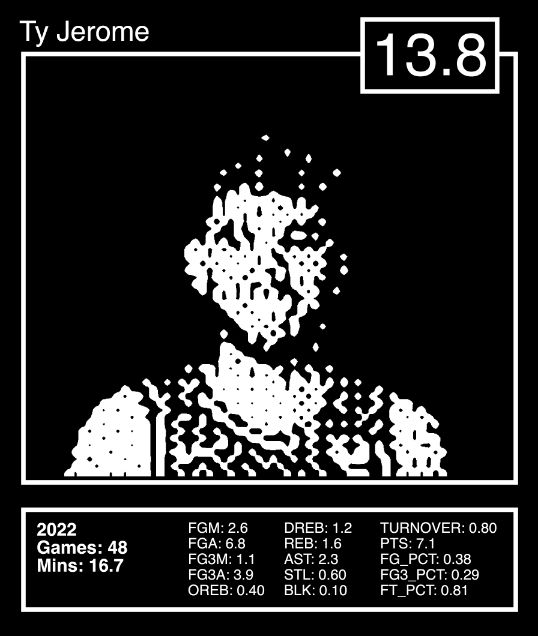 Ty Jerome
13.8
2022
Games: 48
Mins: 16.7
FGM: 2.6
FGA: 6.8
FG3M: 1.1
FG3A: 3.9
OREB: 0.40
DREB: 1.2
REB: 1.6
AST: 2.3
STL: 0.60
BLK: 0.10
TURNOVER: 0.80
PTS: 7.1
FG_PCT: 0.38
FG3_PCT: 0.29
FT_PCT: 0.81